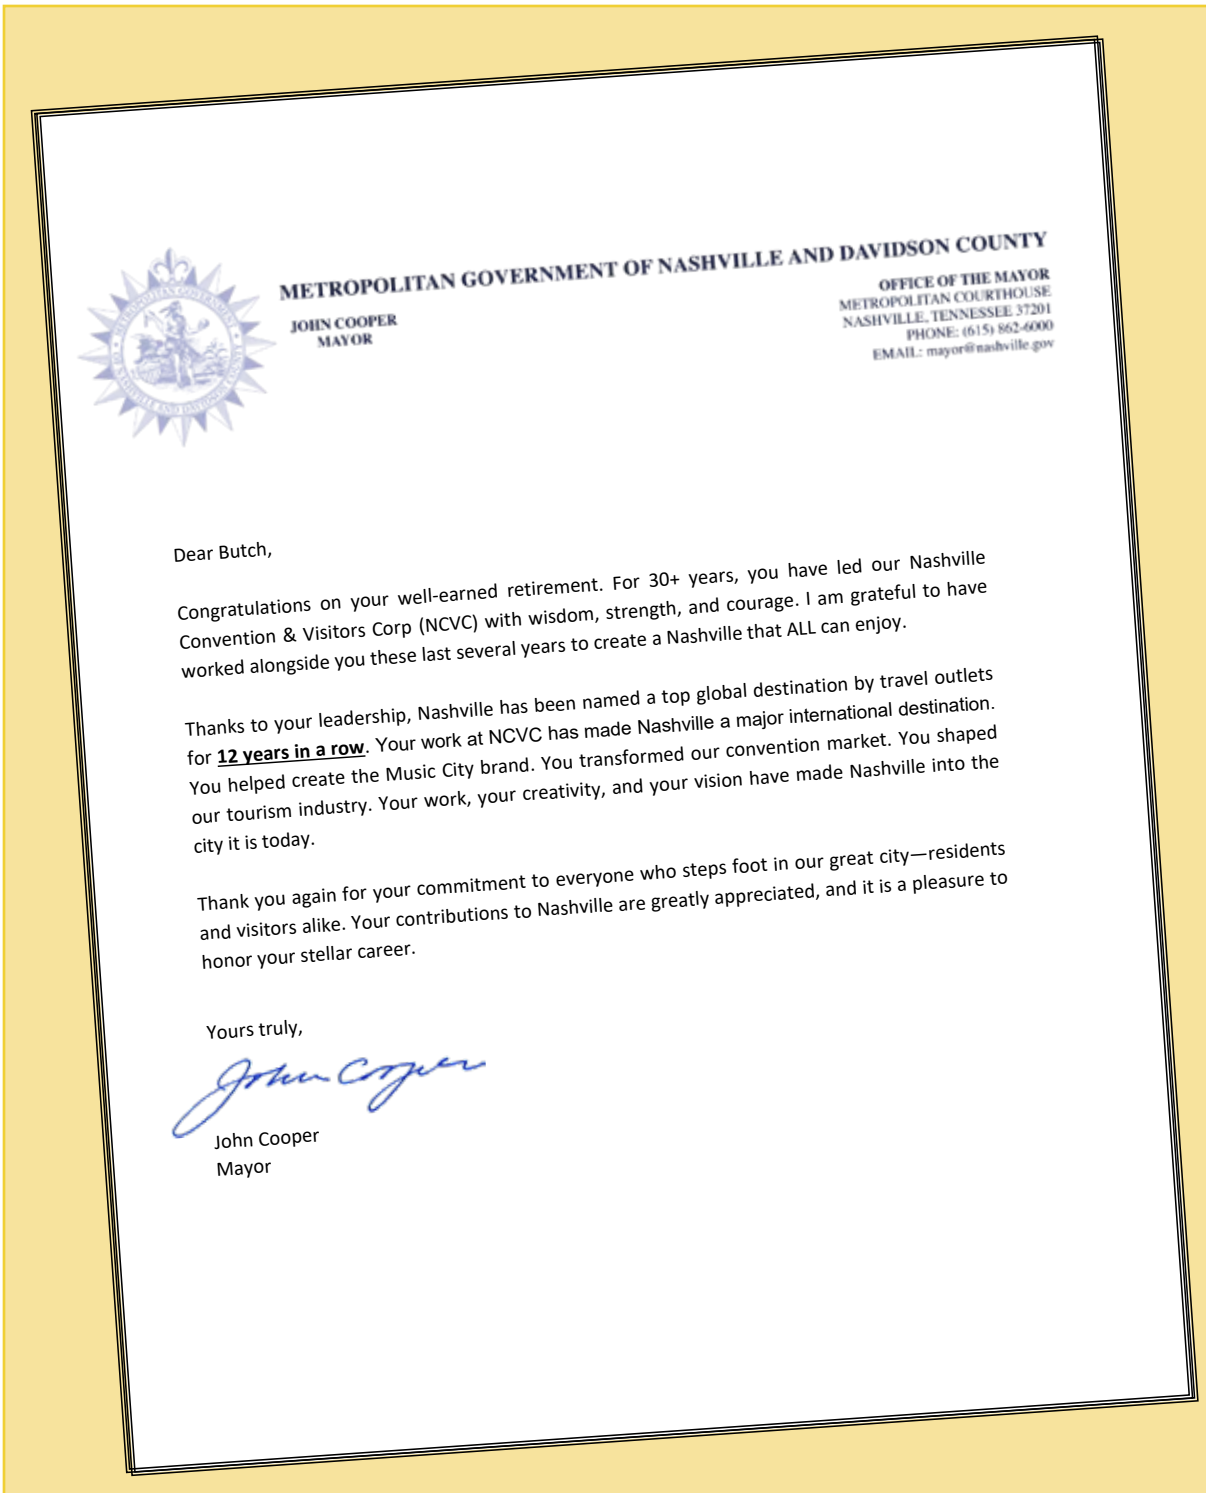 METROPOLITAN GOVERNMENT OF NASHVILLE AND DAVIDSON COUNTY
JOHN COOPER
MAYOR
OFFICE OF THE MAYOR
METROPOLITAN COURTHOUSE
NASHVILLE, TENNESSEE 37201
PHONE: (615) 862-6000
EMAIL: mayor@nashville.gov
METROPOLITAN GOVERNMENT
OF NASHVILLE AND DAVIDSON COUNTY
Dear Butch,
Congratulations on your well-earned retirement. For 30+ years, you have led our Nashville
Convention & Visitors Corp (NCVC) with wisdom, strength, and courage. I am grateful to have
worked alongside you these last several years to create a Nashville that ALL can enjoy.
Thanks to your leadership, Nashville has been named a top global destination by travel outlets
for 12 years in a row. Your work at NCVC has made Nashville a major international destination.
You helped create the Music City brand. You transformed our convention market. You shaped
our tourism industry. Your work, your creativity, and your vision have made Nashville into the
city it is today.
Thank you again for your commitment to everyone who steps foot in our great city—residents
and visitors alike. Your contributions to Nashville are greatly appreciated, and it is a pleasure to
honor your stellar career.
Yours truly,
John Cooper
John Cooper
Mayor